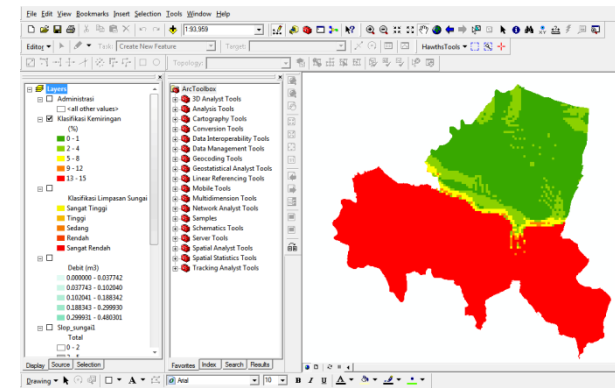 File Edit View Bookmarks Insert Selection Tools Window Help
1:93.959
Editor Task: Create New Feature Target: HawthsTools
Topology:
Layers
Administrasi
<all other values>
Klasifikasi Kemiringan
(%)
0 - 1
2 - 4
5 - 8
9 - 12
13 - 15
Klasifikasi Limpasan Sungai
Sangat Tinggi
Tinggi
Sedang
Rendah
Sangat Rendah
Debit (m3)
0.000000 - 0.037742
0.037743 - 0.102040
0.102041 - 0.188342
0.188343 - 0.299930
0.299931 - 0.480301
Slop_sungai1
Total
0 - 2
Display Source Selection
ArcToolbox
3D Analyst Tools
Analysis Tools
Cartography Tools
Conversion Tools
Data Interoperability Tools
Data Management Tools
Geocoding Tools
Geostatistical Analyst Tools
Linear Referencing Tools
Mobile Tools
Multidimension Tools
Network Analyst Tools
Samples
Schematics Tools
Server Tools
Spatial Analyst Tools
Spatial Statistics Tools
Tracking Analyst Tools
Favorites Index Search Results
Drawing A Arial 10 B I U A